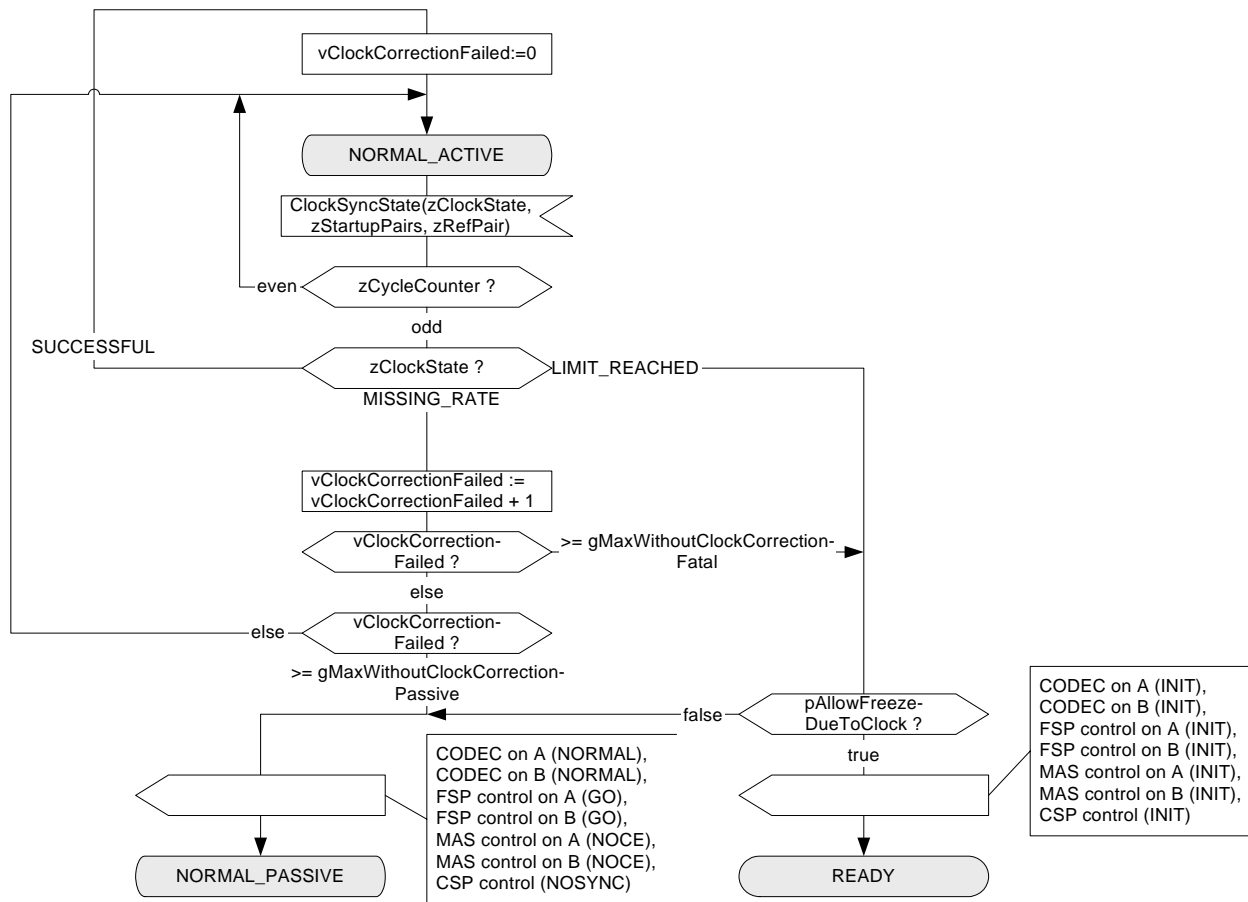 vClockCorrectionFailed:=0
NORMAL_ACTIVE
ClockSyncState(zClockState,
zStartupPairs, zRefPair)
even
zCycleCounter ?
odd
SUCCESSFUL
zClockState ?
LIMIT_REACHED
MISSING_RATE
vClockCorrectionFailed :=
vClockCorrectionFailed + 1
vClockCorrection-
Failed ?
>= gMaxWithoutClockCorrection-
Fatal
else
else
vClockCorrection-
Failed ?
>= gMaxWithoutClockCorrection-
Passive
false
pAllowFreeze-
DueToClock ?
true
CODEC on A (INIT),
CODEC on B (INIT),
FSP control on A (INIT),
FSP control on B (INIT),
MAS control on A (INIT),
MAS control on B (INIT),
CSP control (INIT)
CODEC on A (NORMAL),
CODEC on B (NORMAL),
FSP control on A (GO),
FSP control on B (GO),
MAS control on A (NOCE),
MAS control on B (NOCE),
CSP control (NOSYNC)
NORMAL_PASSIVE
READY